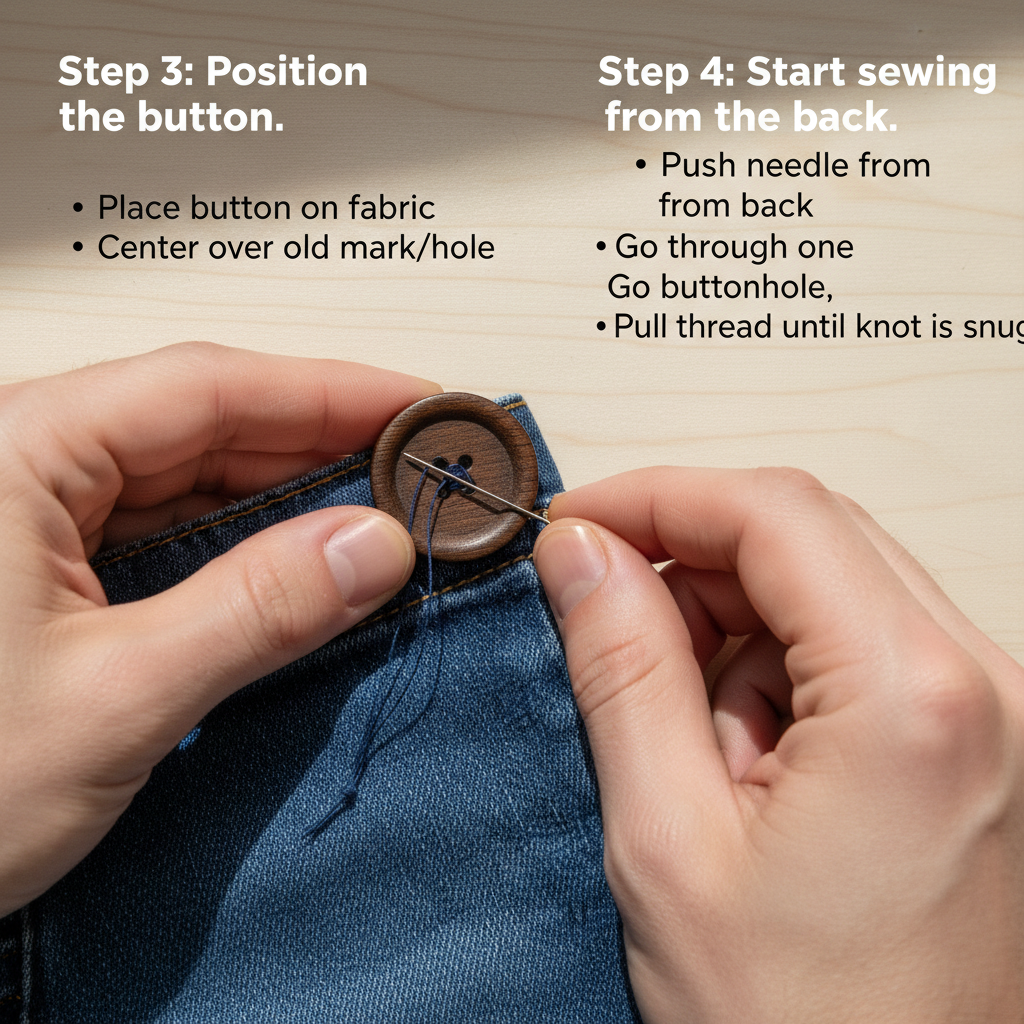 Step 3: Position
the button.
• Place button on fabric
• Center over old mark/hole
Step 4: Start sewing
from the back.
• Push needle from
from back
• Go through one
Go buttonhole,
• Pull thread until knot is snug